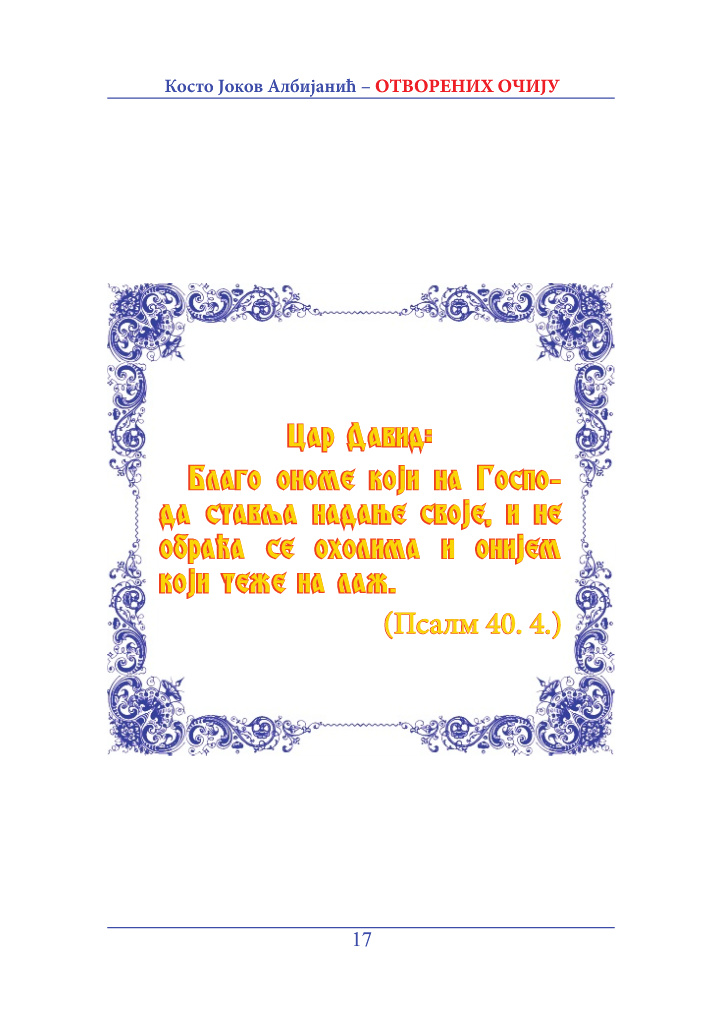 Косто Јоков Албијанић – ОТВОРЕНИХ ОЧИЈУ
Цар Давид:
Благо ономе који на Госпо-
да ставља надање своје, и не
обраћа се охолима и онијем
који теже на лаж.
(Псалм 40. 4.)
17